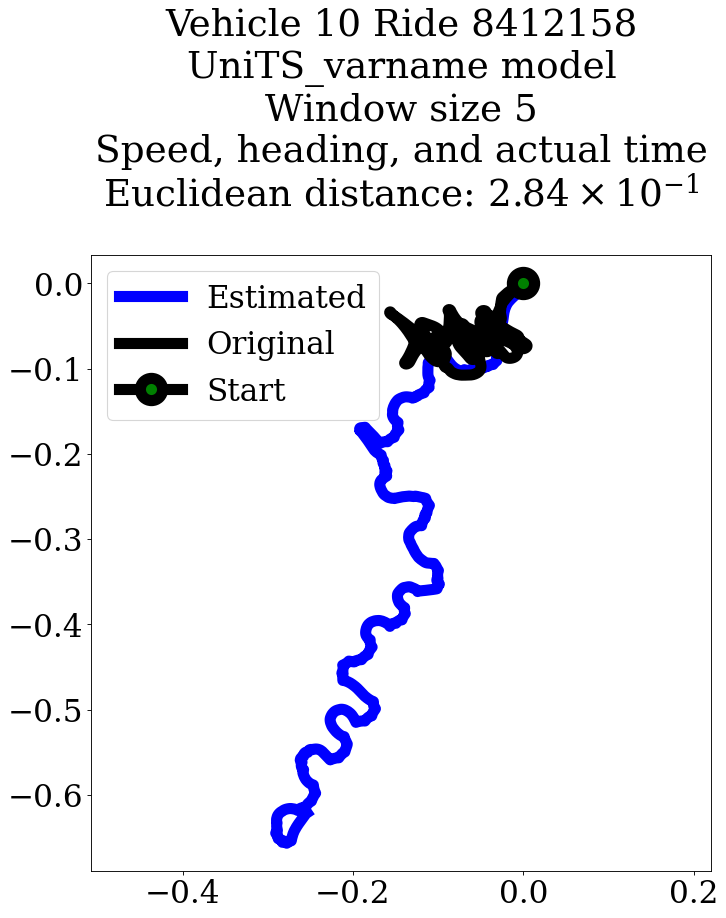 Vehicle 10 Ride 8412158
UniTS_varname model
Window size 5
Speed, heading, and actual time
Euclidean distance: 2.84 × 10⁻¹
Estimated
Original
Start
0.0
−0.1
−0.2
−0.3
−0.4
−0.5
−0.6
−0.4 −0.2 0.0 0.2